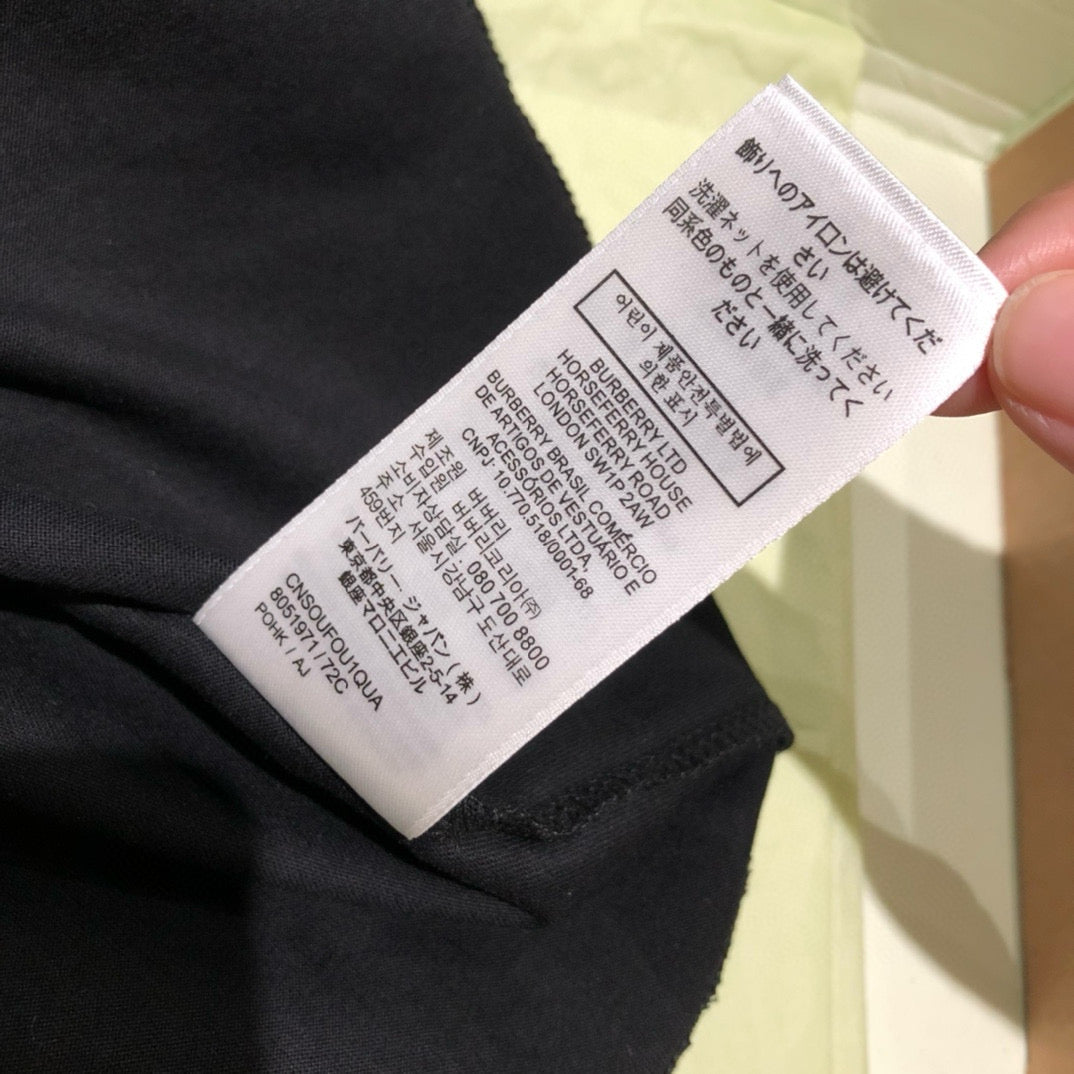 飾りへのアイロンは避けてくだ
さい
洗濯ネットを使用してください
同系色のものと一緒に洗ってく
ださい
어린이 제품안전특별법에
의한 표시
BURBERRY LTD
HORSEFERRY HOUSE
HORSEFERRY ROAD
LONDON SW1P 2AW
BURBERRY BRASIL COMÉRCIO
DE ARTIGOS DE VESTUÁRIO E
ACESSÓRIOS LTDA,
CNPJ- 10.770.518/0001-68
제조원 버버리
수입원 버버리코리아㈜
소비자상담실 080 700 8800
주소 서울시강남구 도산대로
459번지
バーバリー・ジャパン(株)
東京都中央区銀座2-5-14
銀座マロニエビル
CNSOUFOU1QUA
8051971 / 72C
POHK / AJ